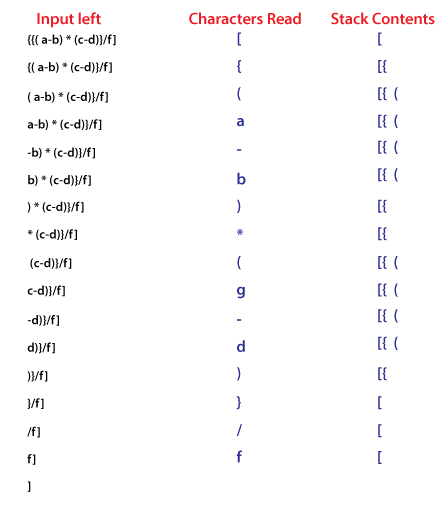 Input left Characters Read Stack Contents
{{( a-b) * (c-d)}/f] [ [
{( a-b) * (c-d)}/f] { [{
( a-b) * (c-d)}/f] ( [{ (
a-b) * (c-d)}/f] a [{ (
-b) * (c-d)}/f] - [{ (
b) * (c-d)}/f] b [{ (
) * (c-d)}/f] ) [{
* (c-d)}/f] * [{
(c-d)}/f] ( [{ (
c-d)}/f] g [{ (
-d)}/f] - [{ (
d)}/f] d [{ (
)}/f] ) [{
}/f] } [
/f] / [
f] f [
]